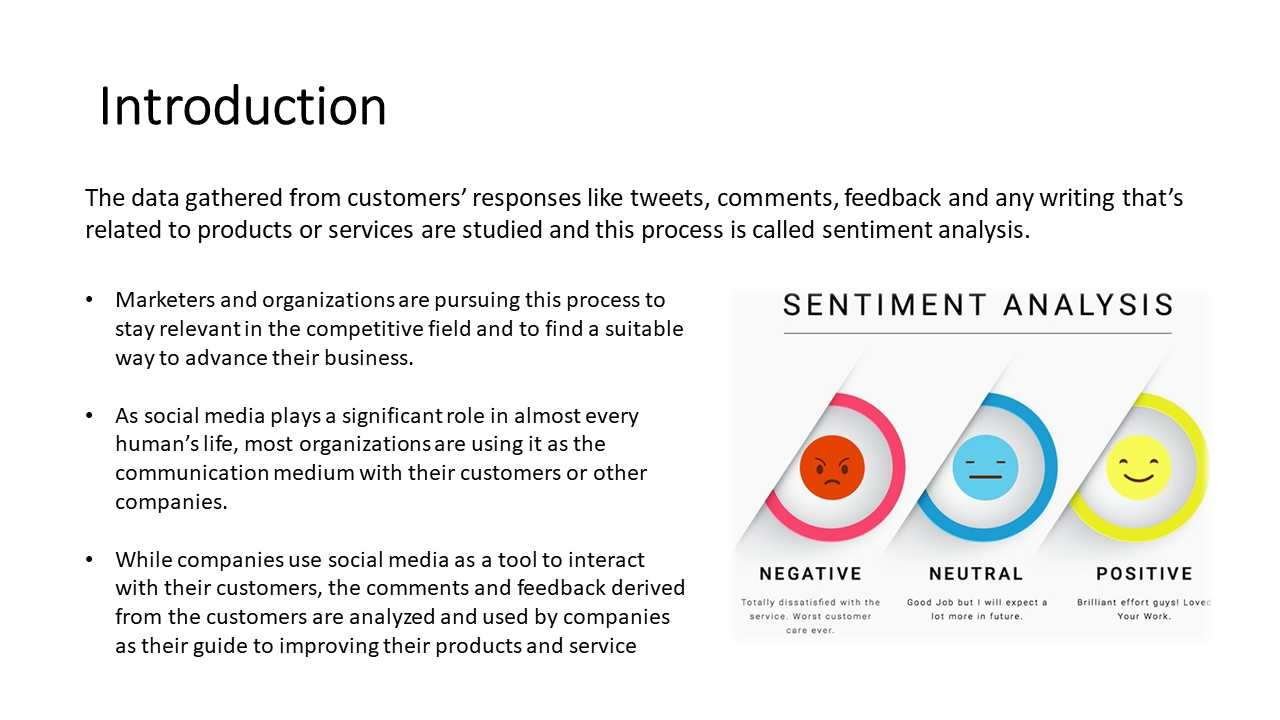 Introduction
The data gathered from customers’ responses like tweets, comments, feedback and any writing that’s
related to products or services are studied and this process is called sentiment analysis.
• Marketers and organizations are pursuing this process to
stay relevant in the competitive field and to find a suitable
way to advance their business.
• As social media plays a significant role in almost every
human’s life, most organizations are using it as the
communication medium with their customers or other
companies.
• While companies use social media as a tool to interact
with their customers, the comments and feedback derived
from the customers are analyzed and used by companies
as their guide to improving their products and service
SENTIMENT ANALYSIS
NEGATIVE
Totally dissatisfied with the
service. Worst customer
care ever.
NEUTRAL
Good Job but I will expect a
lot more in future.
POSITIVE
Brilliant effort guys! Loved
Your Work.